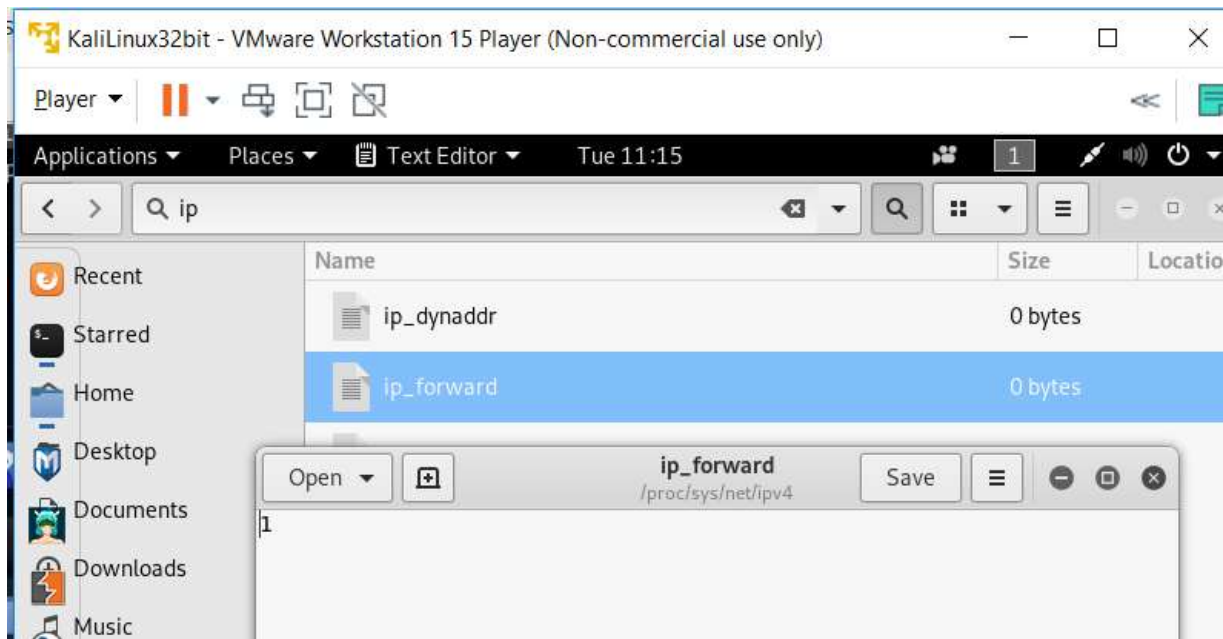 KaliLinux32bit - VMware Workstation 15 Player (Non-commercial use only)
Player
Applications Places Text Editor Tue 11:15 1
ip
Name Size Locatio
Recent
ip_dynaddr 0 bytes
Starred
ip_forward 0 bytes
Home
Desktop
Open ip_forward Save
/proc/sys/net/ipv4
Documents
1
Downloads
Music